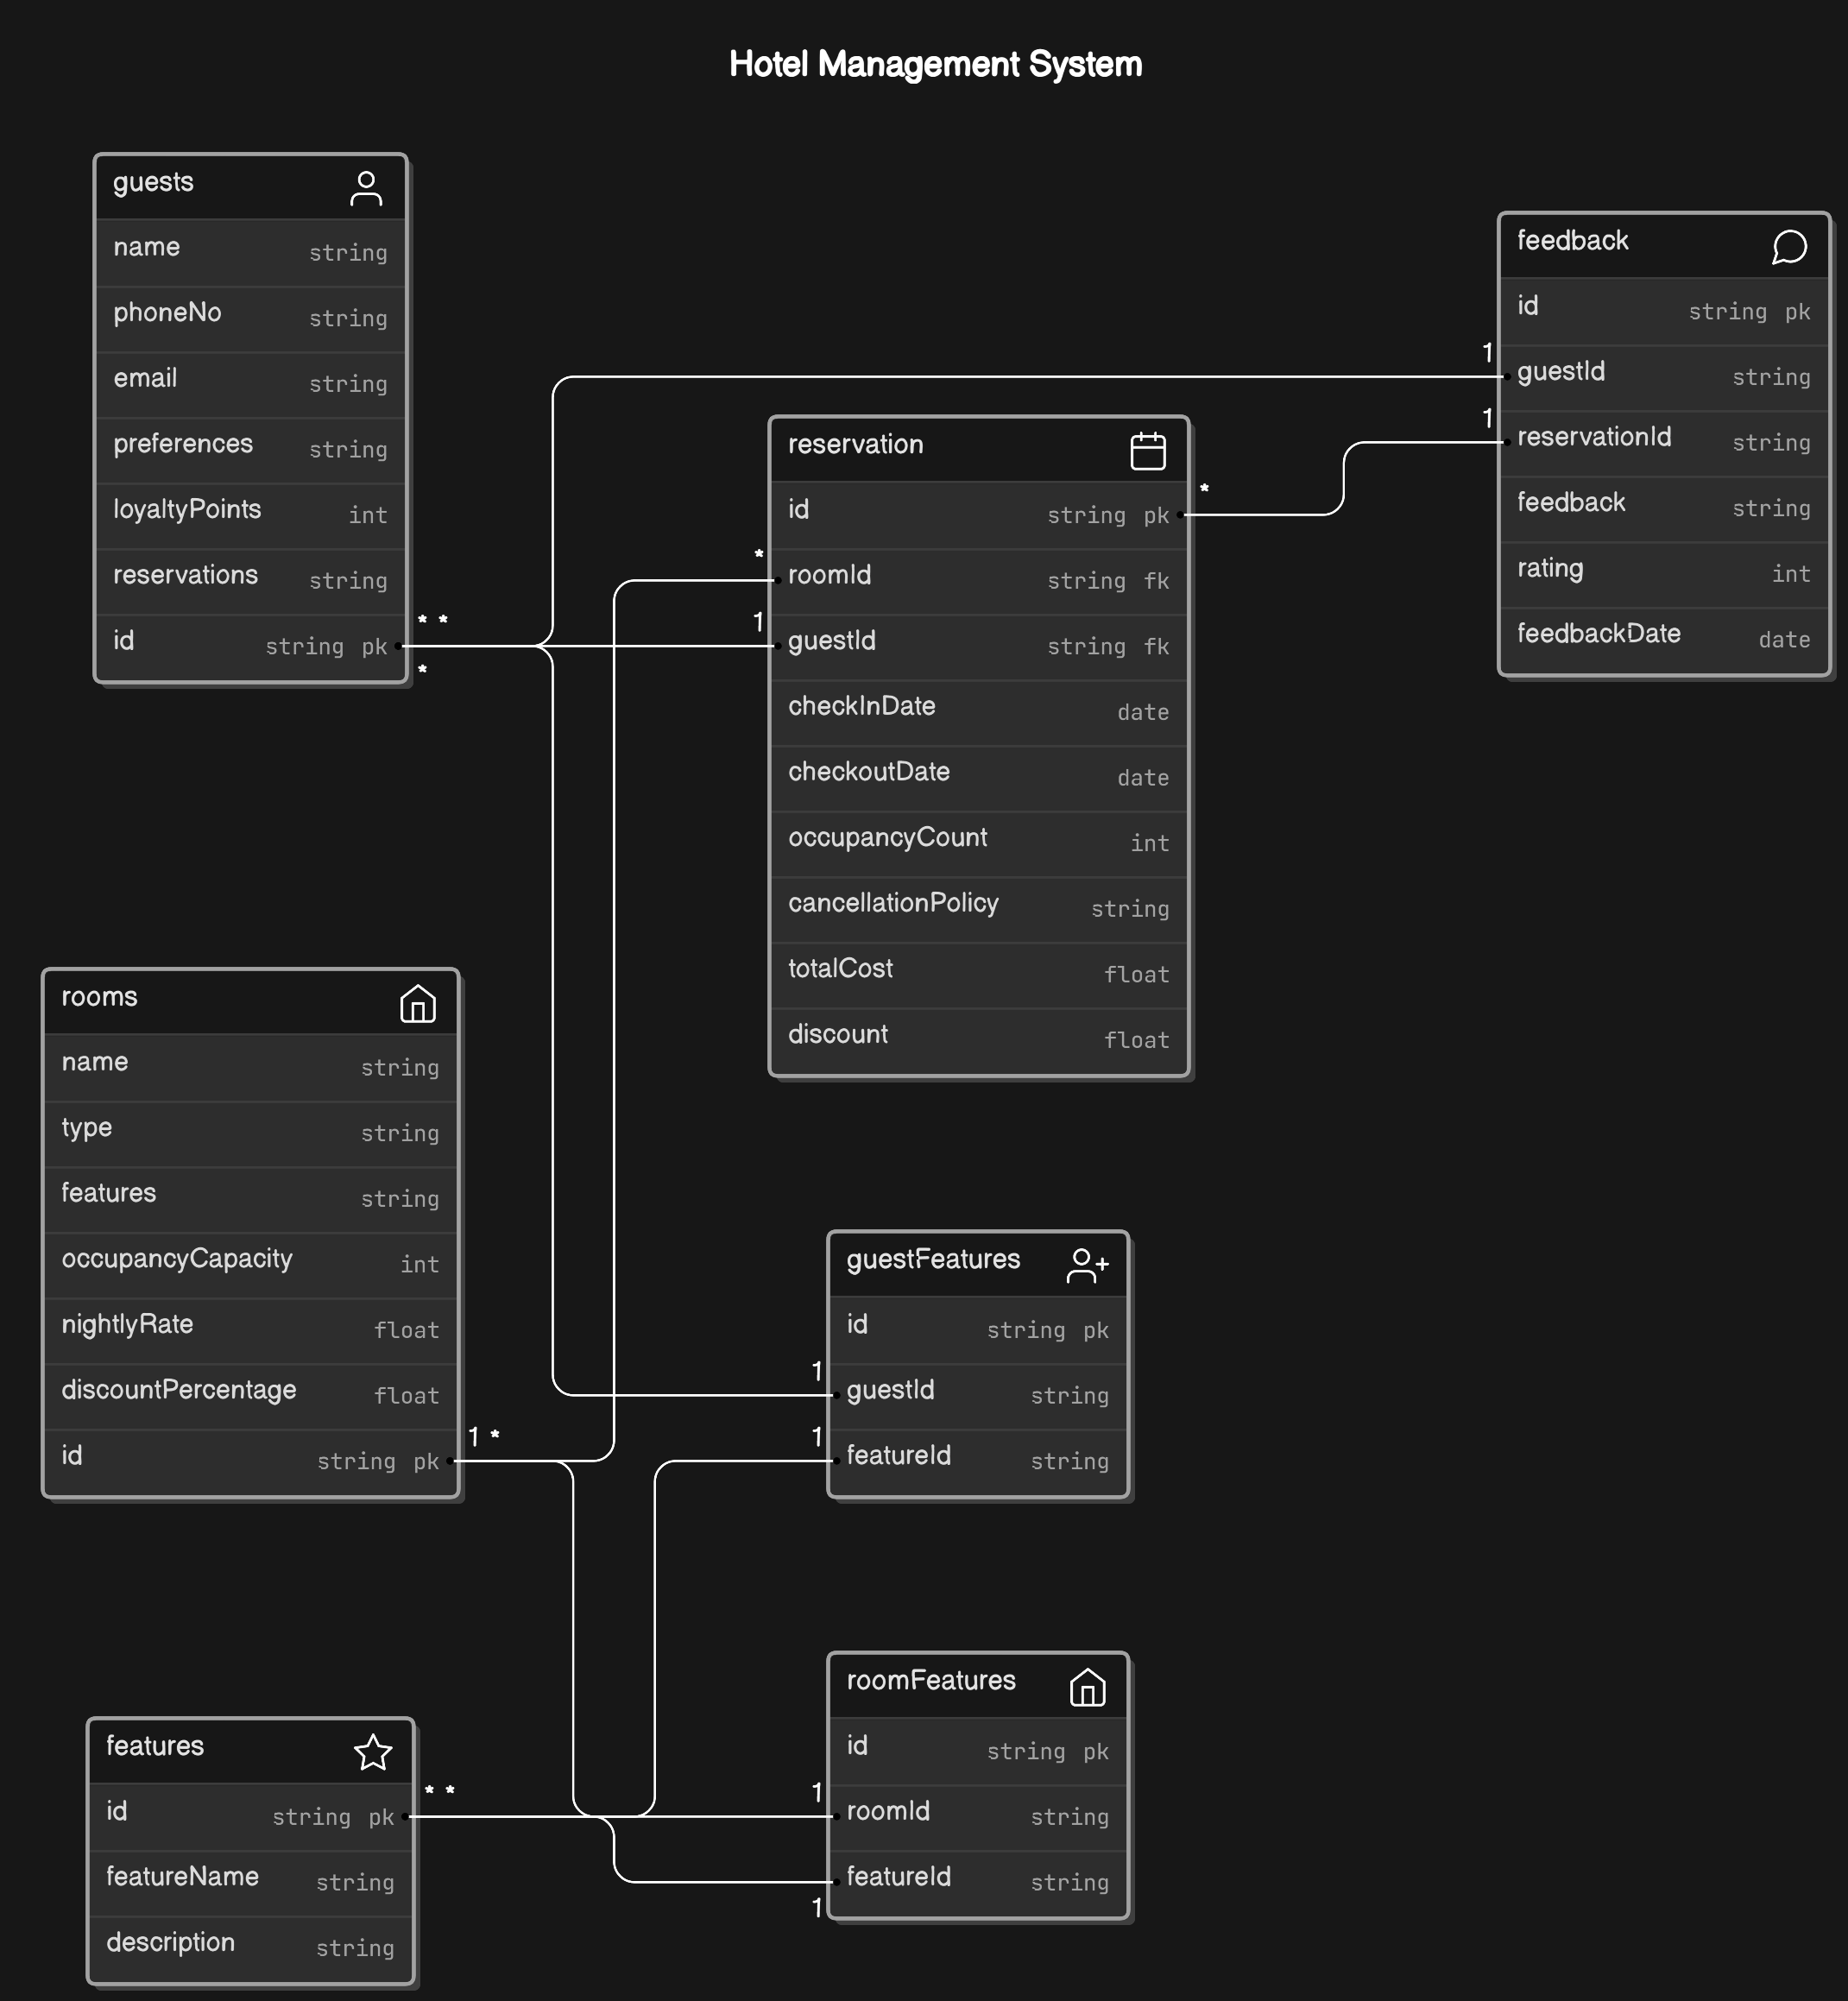 Hotel Management System
guests
name string
phoneNo string
email string
preferences string
loyaltyPoints int
reservations string
* *
id string pk
*
feedback
id string pk
1
guestId string
1
reservationId string
feedback string
rating int
feedbackDate date
reservation
*
id string pk
*
roomId string fk
1
guestId string fk
checkInDate date
checkoutDate date
occupancyCount int
cancellationPolicy string
totalCost float
discount float
rooms
name string
type string
features string
occupancyCapacity int
nightlyRate float
discountPercentage float
1 *
id string pk
guestFeatures
id string pk
1
guestId string
1
featureId string
features
* *
id string pk
featureName string
description string
roomFeatures
id string pk
1
roomId string
featureId string
1